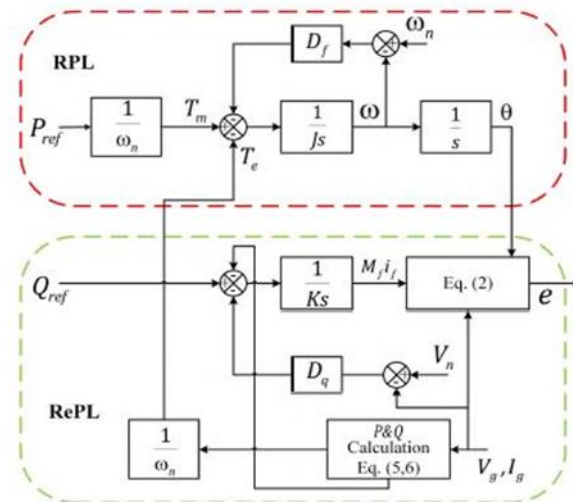 RPL
D_f
ω_n
P_ref
1
ω_n
T_m
T_e
1
Js
ω
1
s
θ
Q_ref
1
Ks
M_f i_f
Eq. (2)
e
D_q
V_n
RePL
1
ω_n
P&Q
Calculation
Eq. (5,6)
V_g, I_g